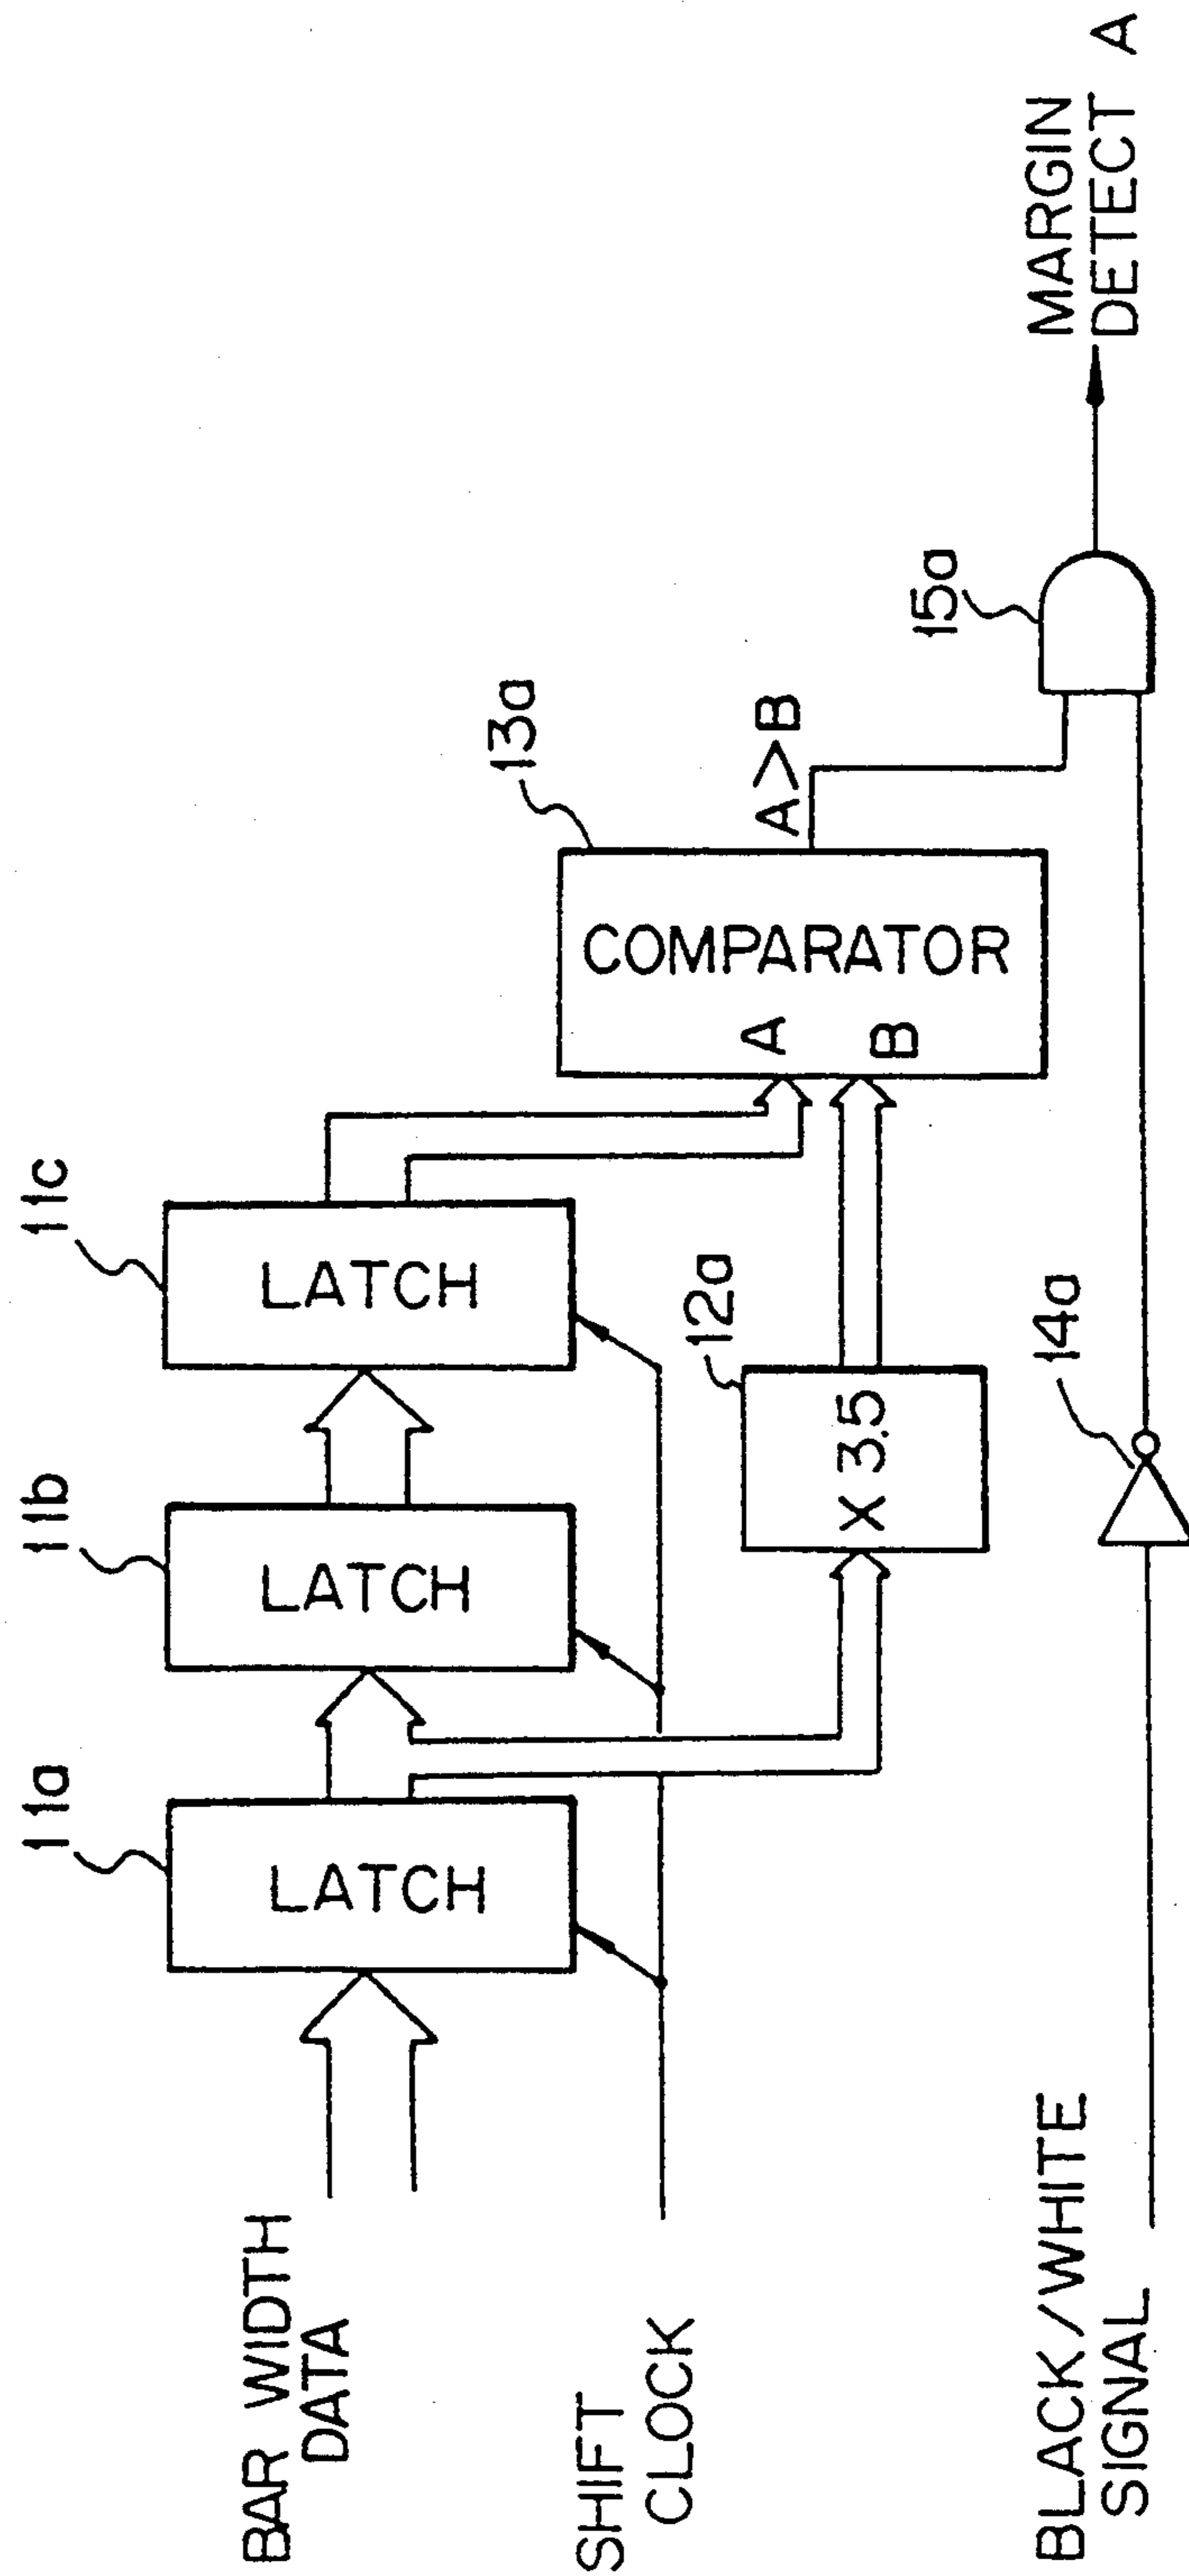 BAR WIDTH
DATA
SHIFT
CLOCK
BLACK/WHITE
SIGNAL
11a
LATCH
11b
LATCH
11c
LATCH
12a
X 3.5
13a
COMPARATOR
A
B
A>B
14a
15a
MARGIN
DETECT A